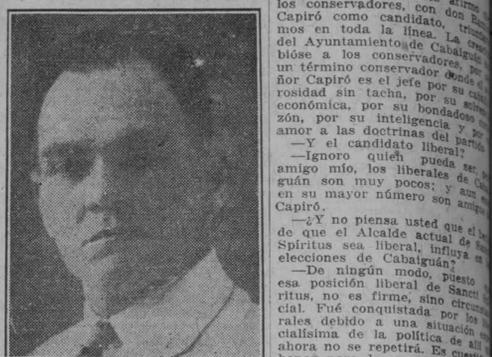 los conservadores, con don
Capiró como candidato,
mos en toda la línea. La
del Ayuntamiento de Cabaiguán
bióse a los conservadores, por
un término conservador donde el
ñor Capiró es el jefe por su
rosidad sin tacha, por su
económica, por su bondadoso
zón, por su inteligencia y por
amor a las doctrinas del partido
—Y el candidato liberal?
—Ignoro quien pueda ser,
amigo mío, los liberales de
guán son muy pocos; y aun
en su mayor número son amigos
Capiró.
—¿Y no piensa usted que el
de que el Alcalde actual de
Spíritus sea liberal, influya en
elecciones de Cabaiguán?
—De ningún modo, puesto
esa posición liberal de Sancti
ritus, no es firme, sino
cial. Fué conquistada por los
rales debido a una situación
cialísima de la política de allí
ahora no se repetirá. Es